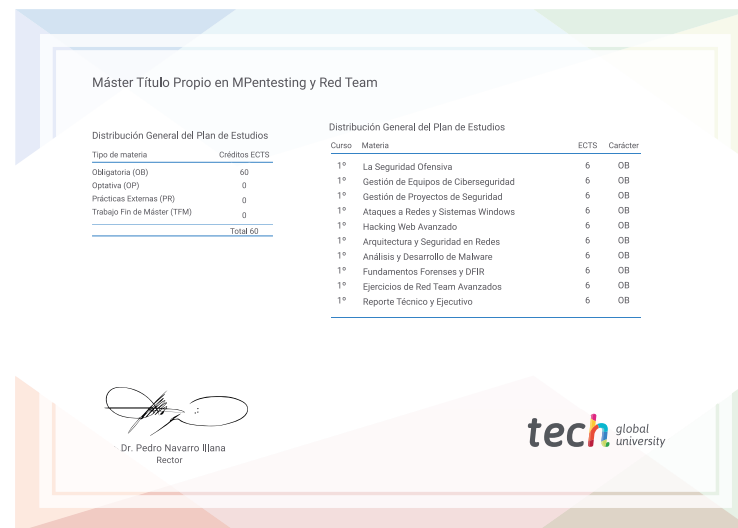 Máster Título Propio en MPentesting y Red Team
Distribución General del Plan de Estudios
Tipo de materia Créditos ECTS
Obligatoria (OB) 60
Optativa (OP) 0
Prácticas Externas (PR) 0
Trabajo Fin de Máster (TFM) 0
Total 60
Distribución General del Plan de Estudios
Curso Materia ECTS Carácter
1º La Seguridad Ofensiva 6 OB
1º Gestión de Equipos de Ciberseguridad 6 OB
1º Gestión de Proyectos de Seguridad 6 OB
1º Ataques a Redes y Sistemas Windows 6 OB
1º Hacking Web Avanzado 6 OB
1º Arquitectura y Seguridad en Redes 6 OB
1º Análisis y Desarrollo de Malware 6 OB
1º Fundamentos Forenses y DFIR 6 OB
1º Ejercicios de Red Team Avanzados 6 OB
1º Reporte Técnico y Ejecutivo 6 OB
Dr. Pedro Navarro Illana
Rector
tech global
university